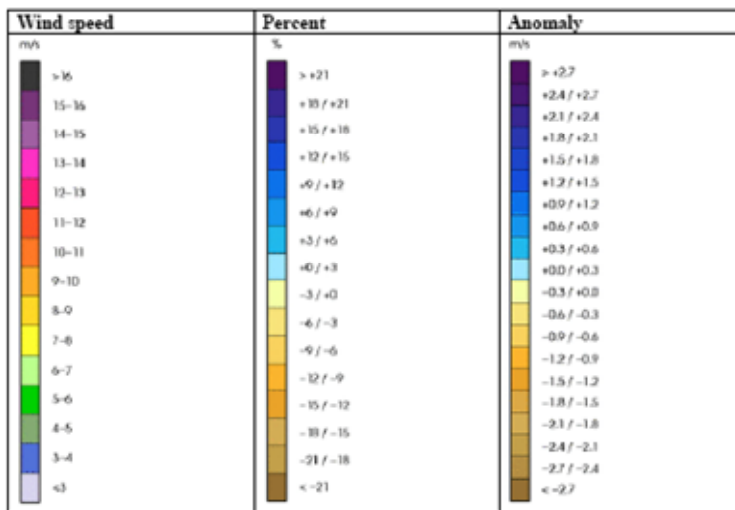 Wind speed
m/s
>16
15–16
14–15
13–14
12–13
11–12
10–11
9–10
8–9
7–8
6–7
5–6
4–5
3–4
<3
Percent
%
> +21
+18 / +21
+15 / +18
+12 / +15
+9 / +12
+6 / +9
+3 / +6
+0 / +3
–3 / +0
–6 / –3
–9 / –6
–12 / –9
–15 / –12
–18 / –15
–21 / –18
< –21
Anomaly
m/s
> +2.7
+2.4 / +2.7
+2.1 / +2.4
+1.8 / +2.1
+1.5 / +1.8
+1.2 / +1.5
+0.9 / +1.2
+0.6 / +0.9
+0.3 / +0.6
+0.0 / +0.3
–0.3 / +0.0
–0.6 / –0.3
–0.9 / –0.6
–1.2 / –0.9
–1.5 / –1.2
–1.8 / –1.5
–2.1 / –1.8
–2.4 / –2.1
–2.7 / –2.4
< –2.7